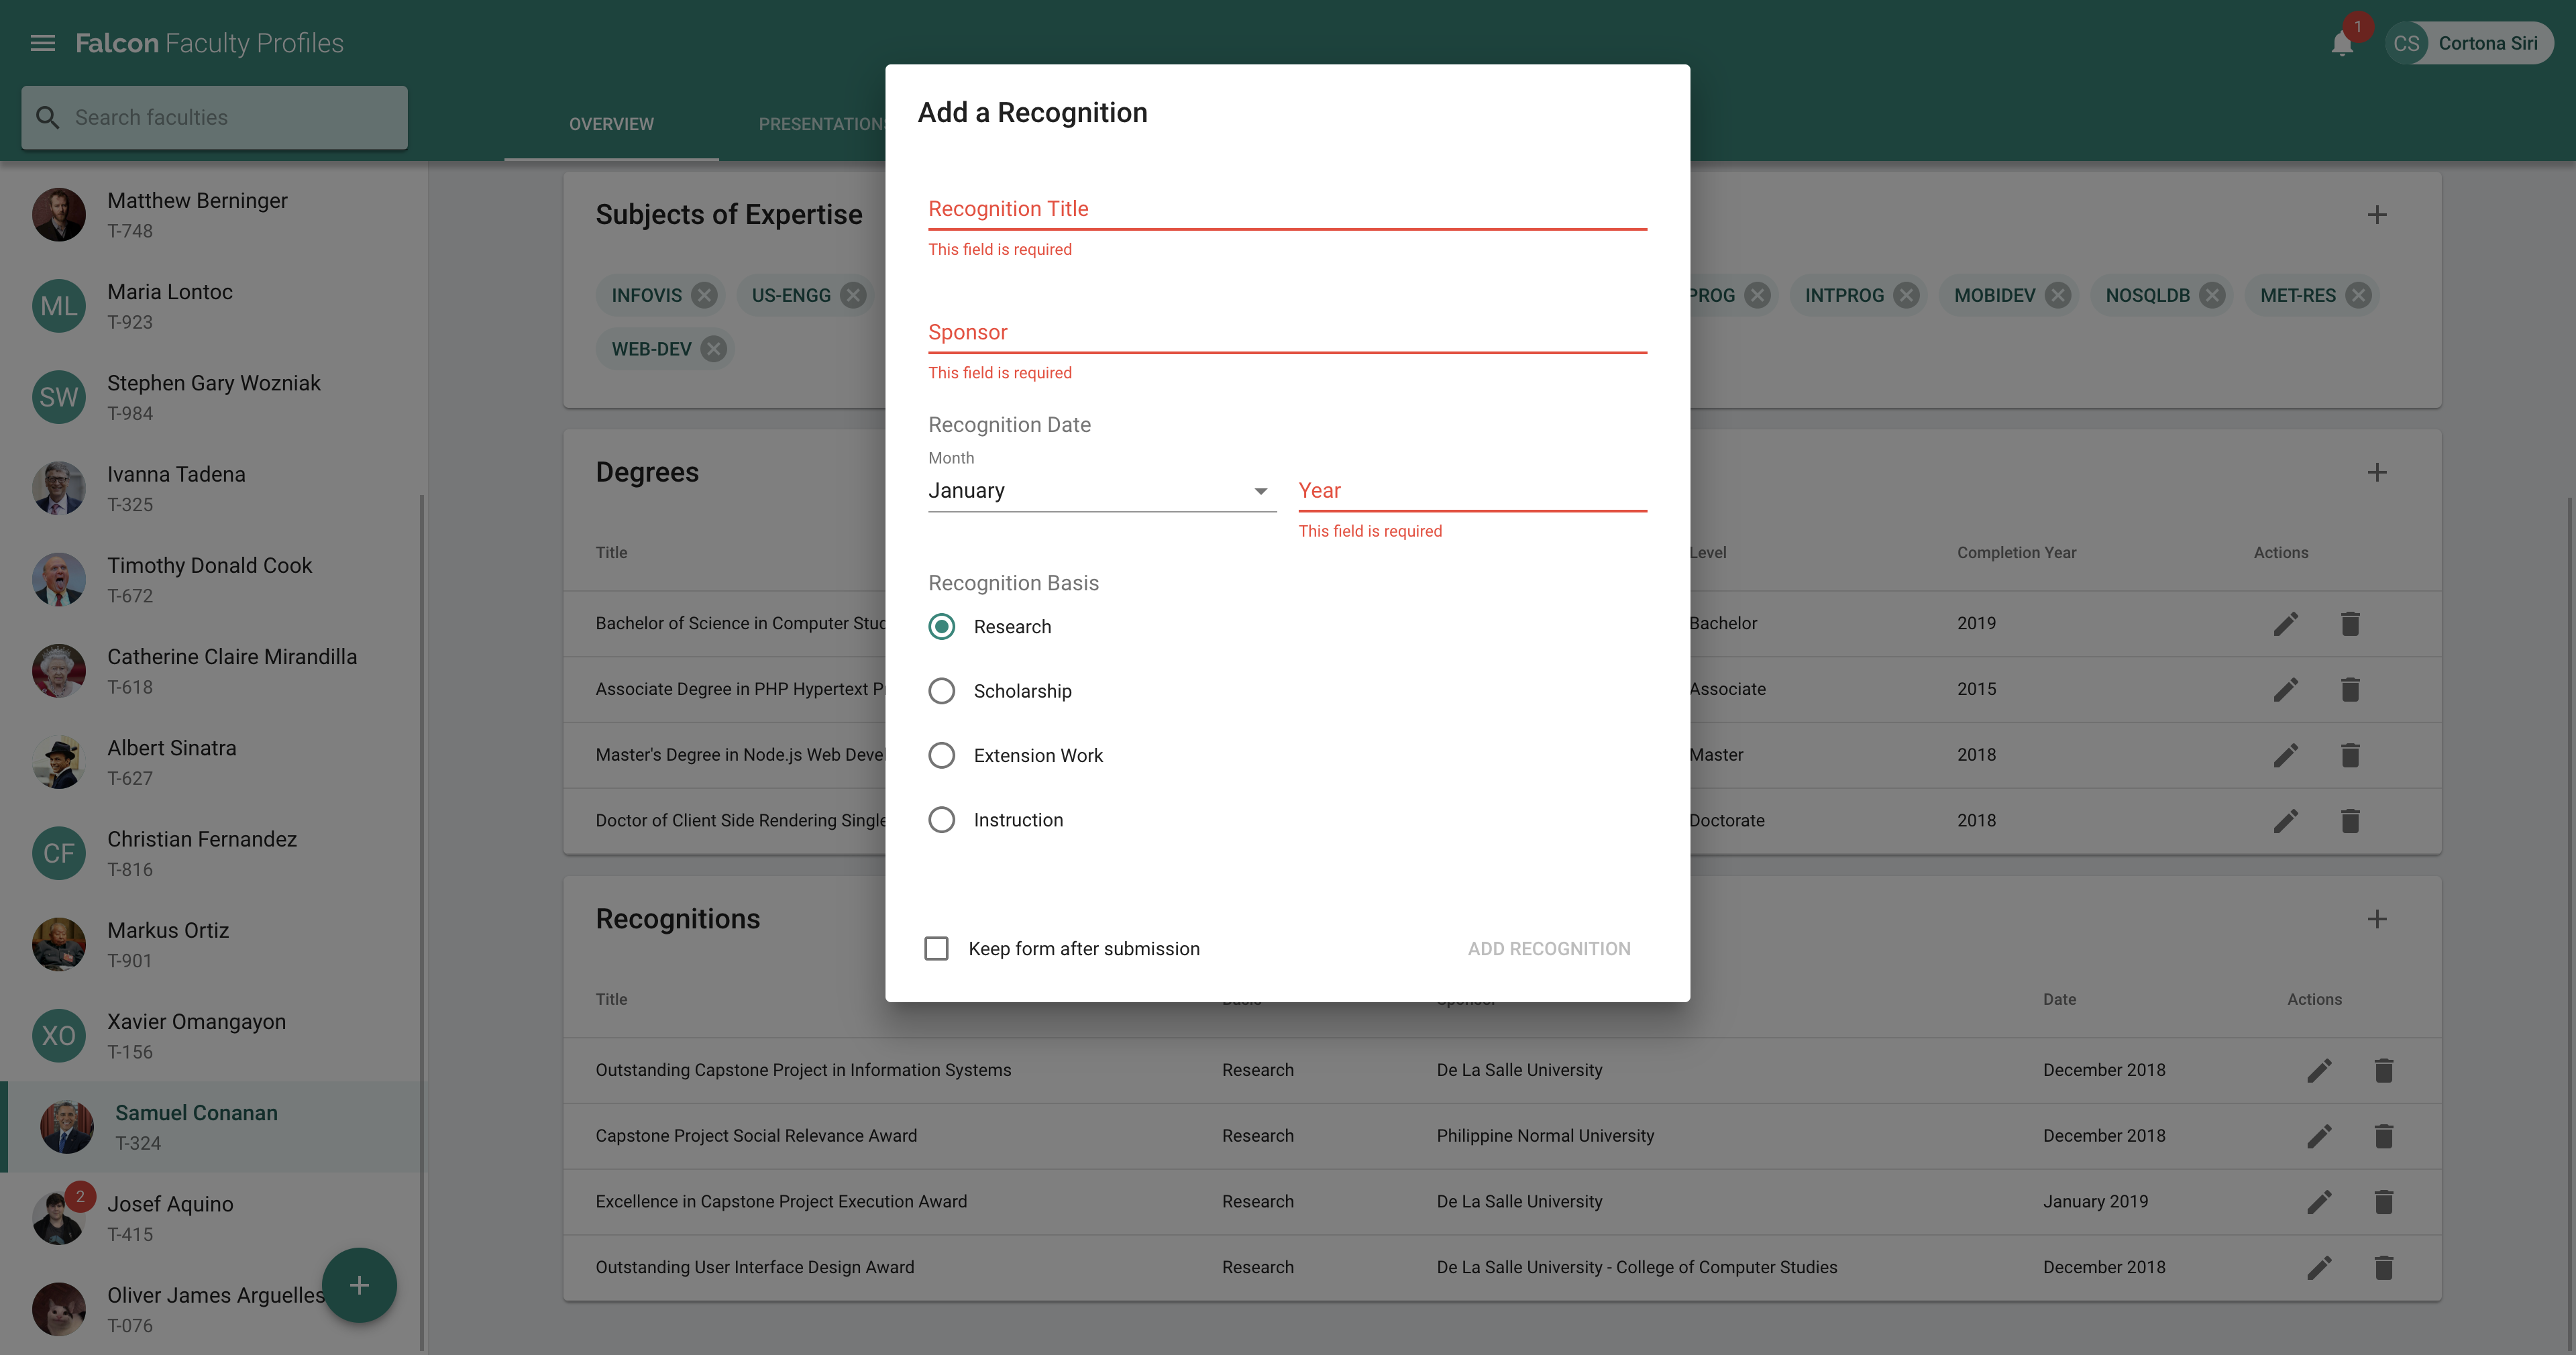 Falcon Faculty Profiles
1
CS Cortona Siri
Search faculties
OVERVIEW
PRESENTATIONS
Matthew Berninger
T-748
ML
Maria Lontoc
T-923
SW
Stephen Gary Wozniak
T-984
Ivanna Tadena
T-325
Timothy Donald Cook
T-672
Catherine Claire Mirandilla
T-618
Albert Sinatra
T-627
CF
Christian Fernandez
T-816
Markus Ortiz
T-901
XO
Xavier Omangayon
T-156
Samuel Conanan
T-324
2
Josef Aquino
T-415
Oliver James Arguelles
T-076
Subjects of Expertise
INFOVIS
US-ENGG
PROG
INTPROG
MOBIDEV
NOSQLDB
MET-RES
WEB-DEV
Degrees
Title
Level
Completion Year
Actions
Bachelor of Science in Computer Stud
Bachelor
2019
Associate Degree in PHP Hypertext P
Associate
2015
Master's Degree in Node.js Web Deve
Master
2018
Doctor of Client Side Rendering Single
Doctorate
2018
Recognitions
Title
Basis
Sponsor
Date
Actions
Outstanding Capstone Project in Information Systems
Research
De La Salle University
December 2018
Capstone Project Social Relevance Award
Research
Philippine Normal University
December 2018
Excellence in Capstone Project Execution Award
Research
De La Salle University
January 2019
Outstanding User Interface Design Award
Research
De La Salle University - College of Computer Studies
December 2018
Add a Recognition
Recognition Title
This field is required
Sponsor
This field is required
Recognition Date
Month
January
Year
This field is required
Recognition Basis
Research
Scholarship
Extension Work
Instruction
Keep form after submission
ADD RECOGNITION